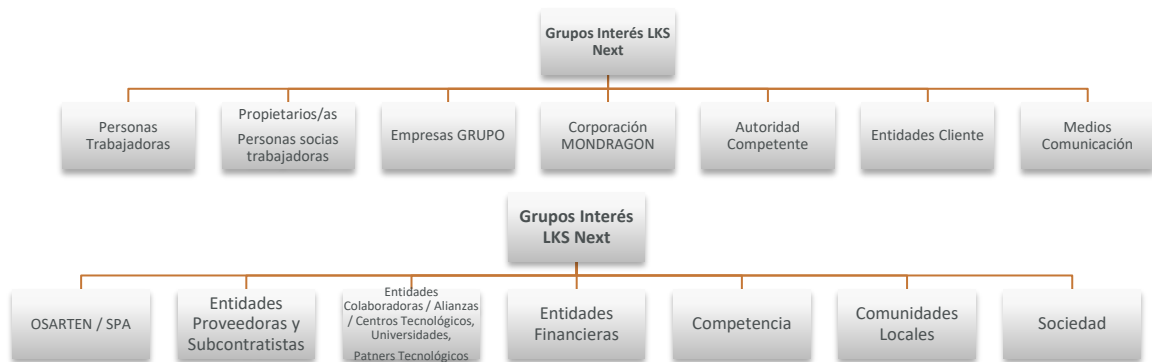 Grupos Interés LKS
Next
Personas
Trabajadoras
Propietarios/as
Personas socias
trabajadoras
Empresas GRUPO
Corporación
MONDRAGON
Autoridad
Competente
Entidades Cliente
Medios
Comunicación
Grupos Interés
LKS Next
OSARTEN / SPA
Entidades
Proveedoras y
Subcontratistas
Entidades
Colaboradoras / Alianzas
/ Centros Tecnológicos,
Universidades,
Patners Tecnológicos
Entidades
Financieras
Competencia
Comunidades
Locales
Sociedad